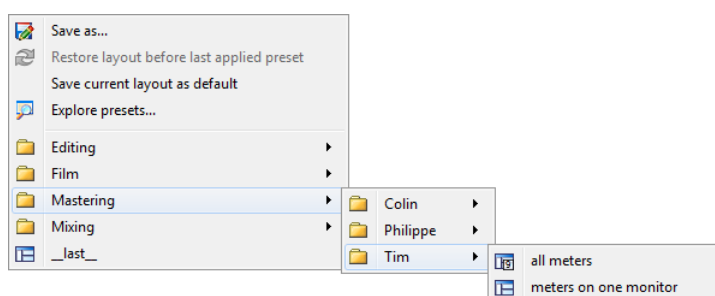 Save as...
Restore layout before last applied preset
Save current layout as default
Explore presets...
Editing
Film
Mastering
Mixing
__last__
Colin
Philippe
Tim
all meters
meters on one monitor